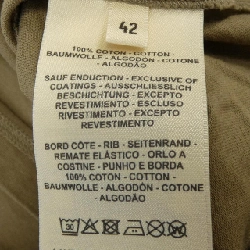 42
100% COTON - COTTON -
BAUMWOLLE - ALGODÓN - COTONE
- ALGODÃO
SAUF ENDUCTION - EXCLUSIVE OF
COATINGS - AUSSCHLIESSLICH
BESCHICHTUNG - EXCEPTO
REVESTIMIENTO - ESCLUSO
RIVESTIMENTO - EXCEPTO
REVESTIMENTO
BORD CÔTE - RIB - SEITENRAND -
REMATE ELÁSTICO - ORLO A
COSTINE - PUNHO E BORDA
100% COTON - COTTON -
BAUMWOLLE - ALGODÓN - COTONE
- ALGODÃO